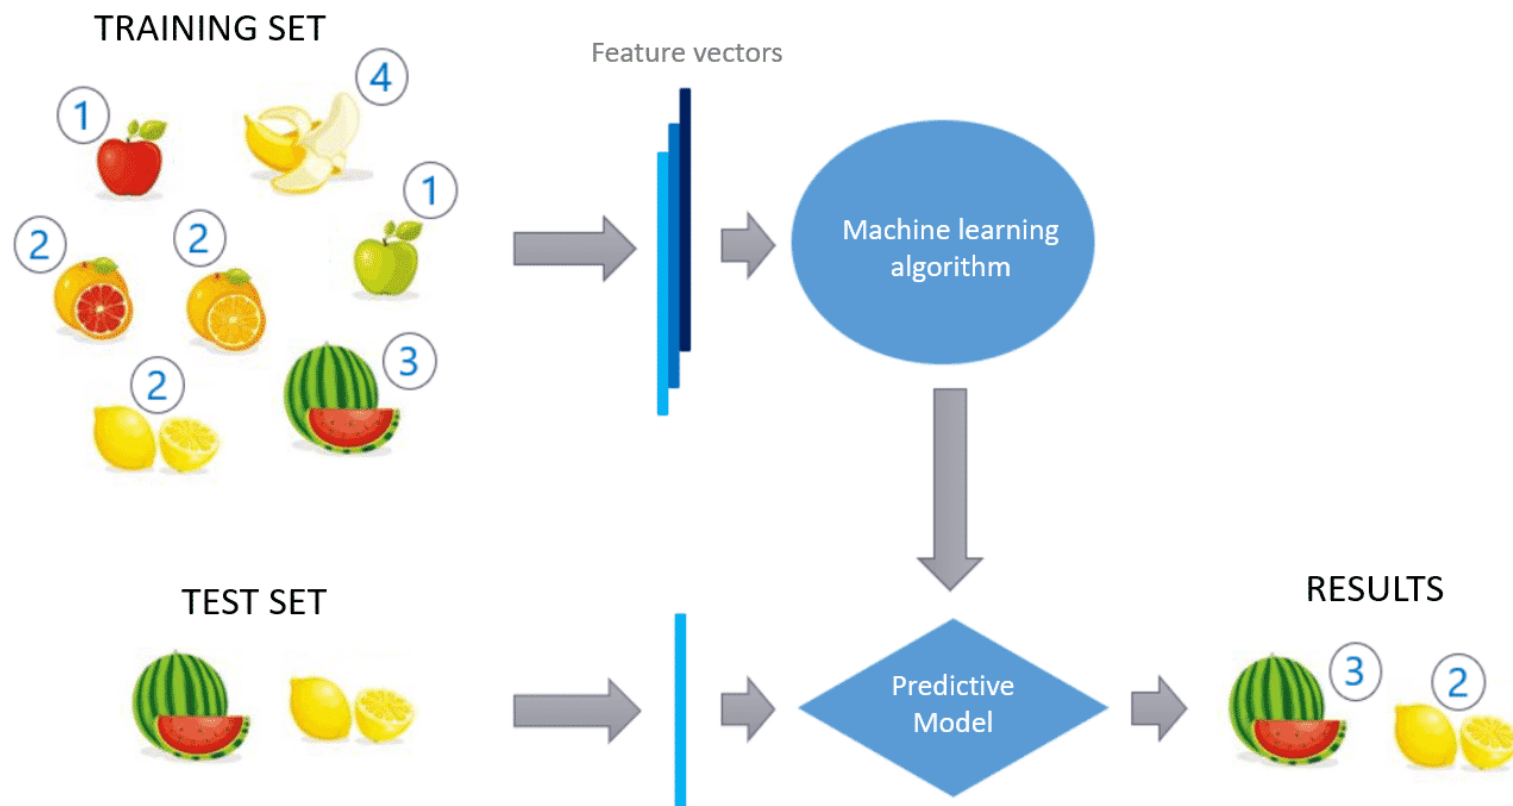 TRAINING SET
Feature vectors
4
1
1
2
2
Machine learning
algorithm
3
2
TEST SET
RESULTS
3
2
Predictive
Model